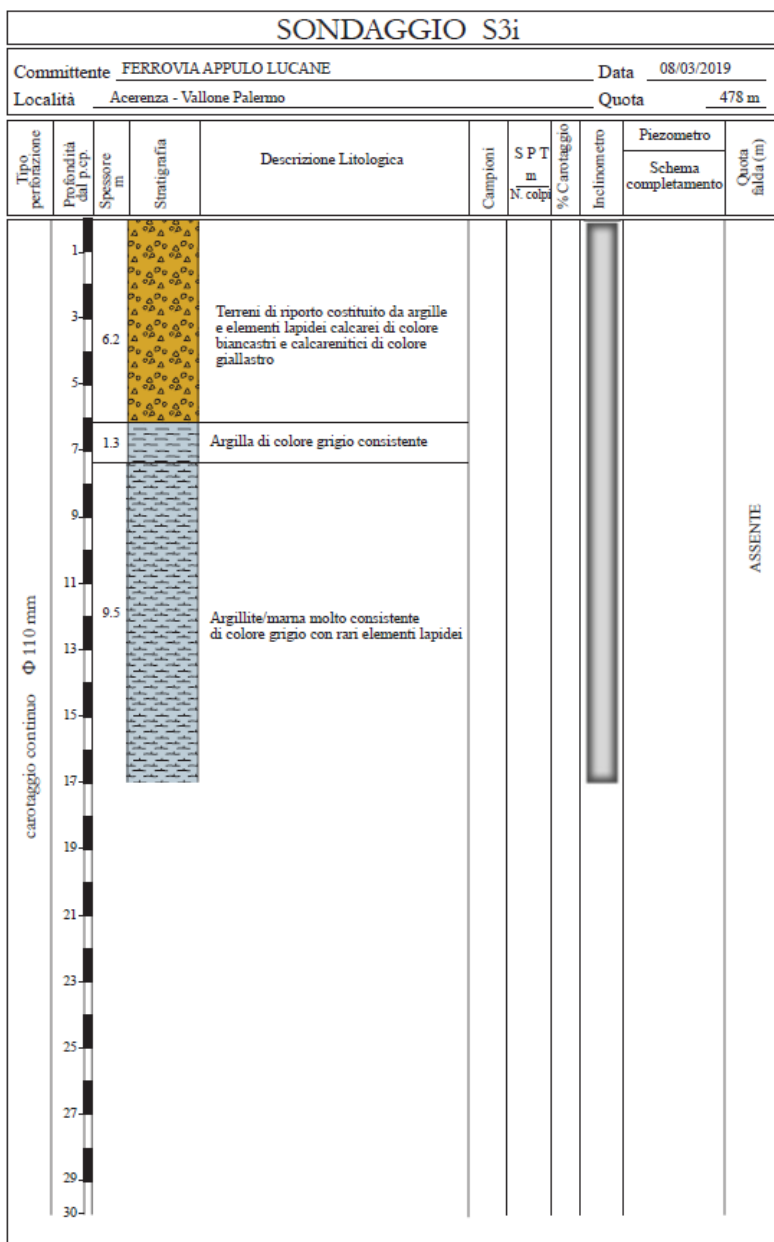 SONDAGGIO S3i
Committente FERROVIA APPULO LUCANE Data 08/03/2019
Località Acerenza - Vallone Palermo Quota 478 m
Tipo
perforazione
Profondità
dal p.cp.
Spessore
m
Stratigrafia
Descrizione Litologica
Campioni
S P T
m
N. colpi
% Carotaggio
Inclinometro
Piezometro
Schema
completamento
Quota
falda (m)
1
3
5
7
9
11
13
15
17
19
21
23
25
27
29
30
carotaggio continuo Φ 110 mm
6.2
Terreni di riporto costituito da argille
e elementi lapidei calcarei di colore
biancastri e calcarenitici di colore
giallastro
1.3
Argilla di colore grigio consistente
9.5
Argillite/marna molto consistente
di colore grigio con rari elementi lapidei
ASSENTE